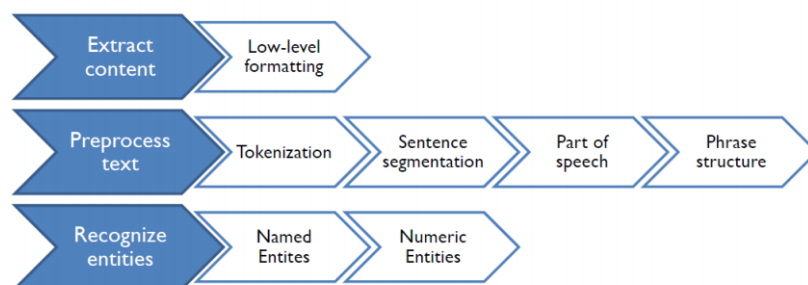 Extract
content
Low-level
formatting
Preprocess
text
Tokenization
Sentence
segmentation
Part of
speech
Phrase
structure
Recognize
entities
Named
Entites
Numeric
Entities